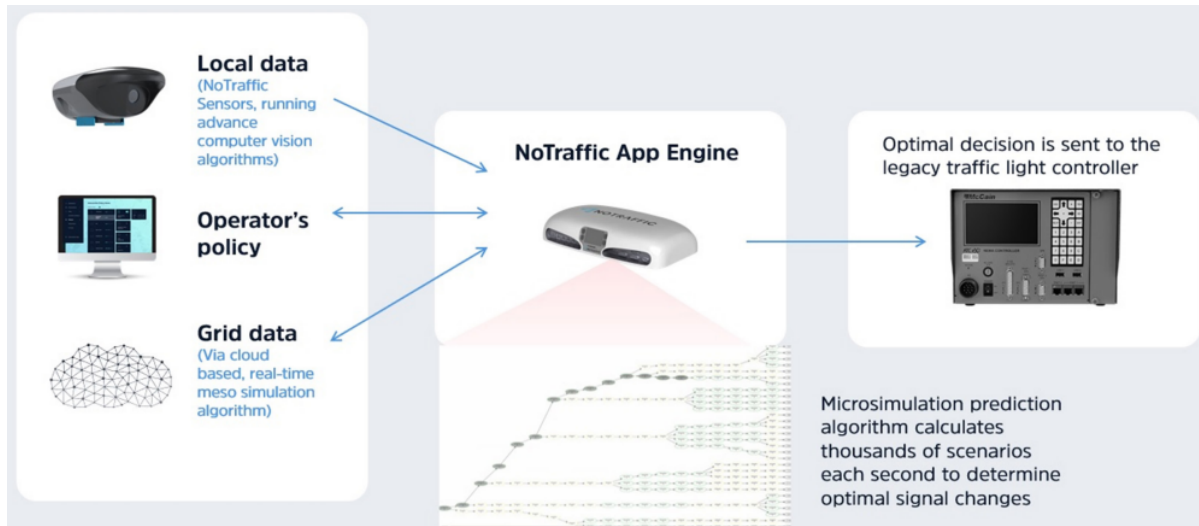 Local data
(NoTraffic
Sensors, running
advance
computer vision
algorithms)
Operator's
policy
Grid data
(Via cloud
based, real-time
meso simulation
algorithm)
NoTraffic App Engine
NOTRAFFIC
Optimal decision is sent to the
legacy traffic light controller
McCain
Microsimulation prediction
algorithm calculates
thousands of scenarios
each second to determine
optimal signal changes